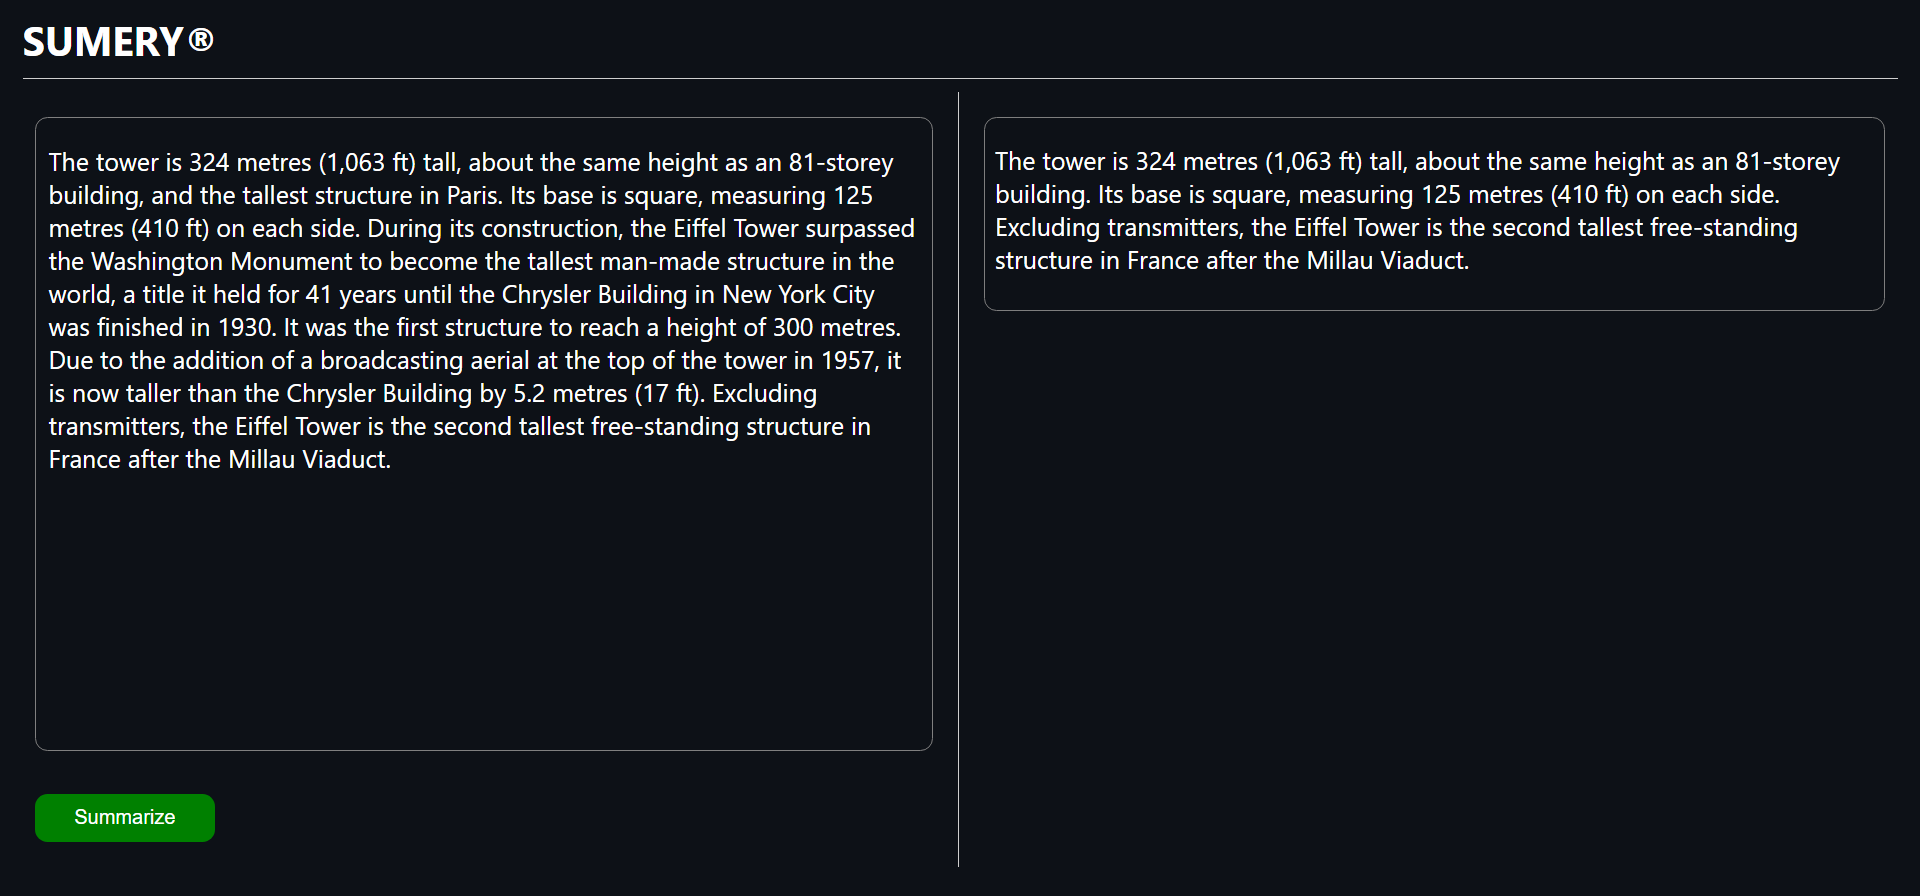 SUMERY®
The tower is 324 metres (1,063 ft) tall, about the same height as an 81-storey
building, and the tallest structure in Paris. Its base is square, measuring 125
metres (410 ft) on each side. During its construction, the Eiffel Tower surpassed
the Washington Monument to become the tallest man-made structure in the
world, a title it held for 41 years until the Chrysler Building in New York City
was finished in 1930. It was the first structure to reach a height of 300 metres.
Due to the addition of a broadcasting aerial at the top of the tower in 1957, it
is now taller than the Chrysler Building by 5.2 metres (17 ft). Excluding
transmitters, the Eiffel Tower is the second tallest free-standing structure in
France after the Millau Viaduct.
Summarize
The tower is 324 metres (1,063 ft) tall, about the same height as an 81-storey
building. Its base is square, measuring 125 metres (410 ft) on each side.
Excluding transmitters, the Eiffel Tower is the second tallest free-standing
structure in France after the Millau Viaduct.